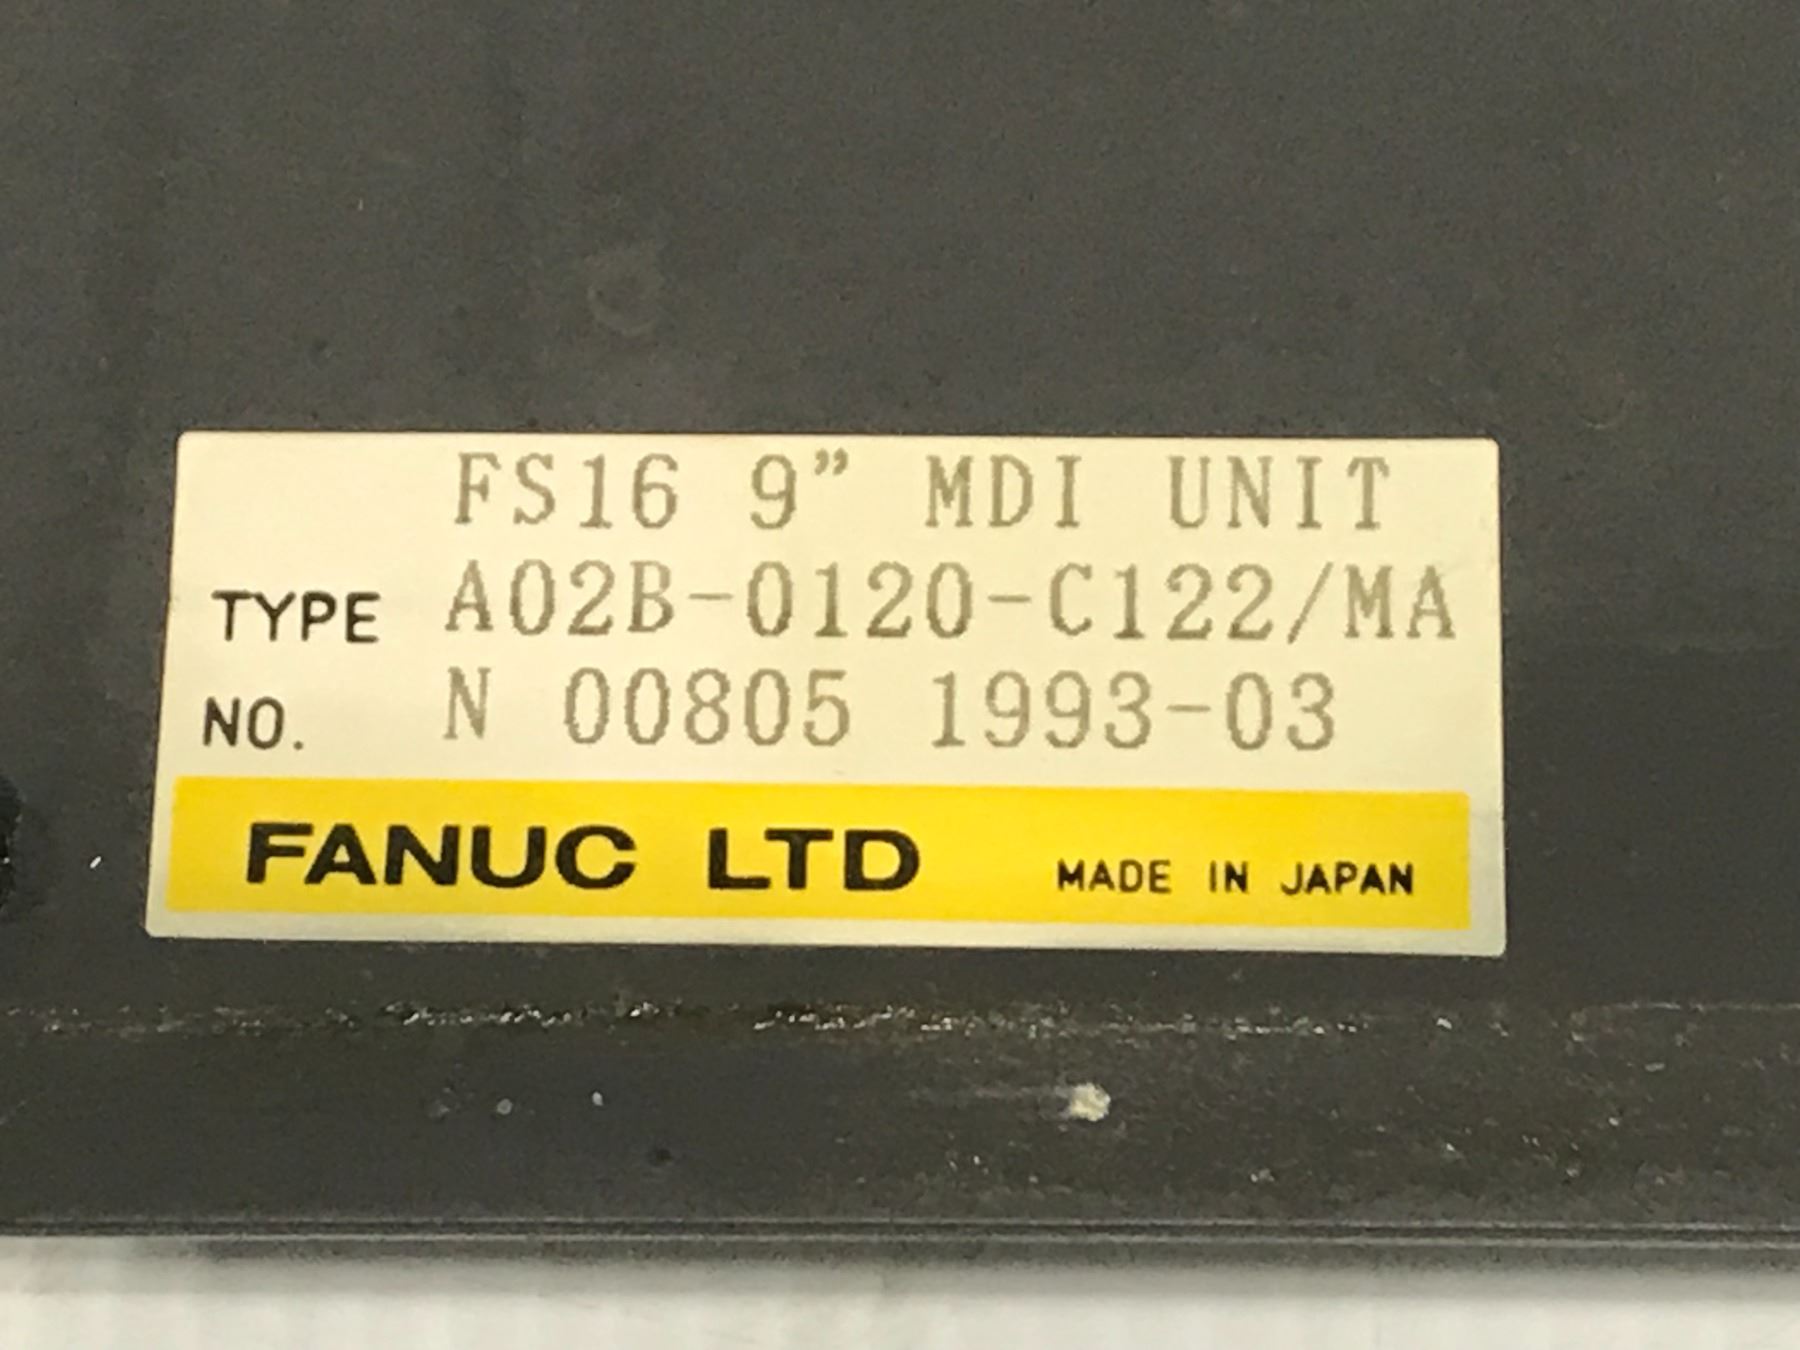 FS16 9” MDI UNIT
TYPE A02B-0120-C122/MA
NO. N 00805 1993-03
FANUC LTD MADE IN JAPAN